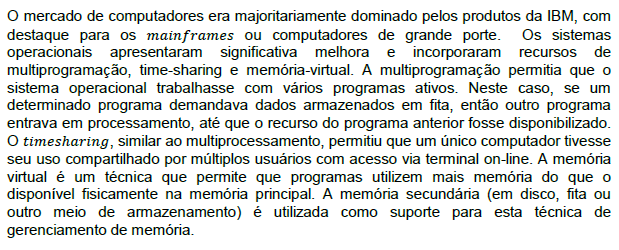 O mercado de computadores era majoritariamente dominado pelos produtos da IBM, com
destaque para os mainframes ou computadores de grande porte. Os sistemas
operacionais apresentaram significativa melhora e incorporaram recursos de
multiprogramação, time-sharing e memória-virtual. A multiprogramação permitia que o
sistema operacional trabalhasse com vários programas ativos. Neste caso, se um
determinado programa demandava dados armazenados em fita, então outro programa
entrava em processamento, até que o recurso do programa anterior fosse disponibilizado.
O timesharing, similar ao multiprocessamento, permitiu que um único computador tivesse
seu uso compartilhado por múltiplos usuários com acesso via terminal on-line. A memória
virtual é um técnica que permite que programas utilizem mais memória do que o
disponível fisicamente na memória principal. A memória secundária (em disco, fita ou
outro meio de armazenamento) é utilizada como suporte para esta técnica de
gerenciamento de memória.